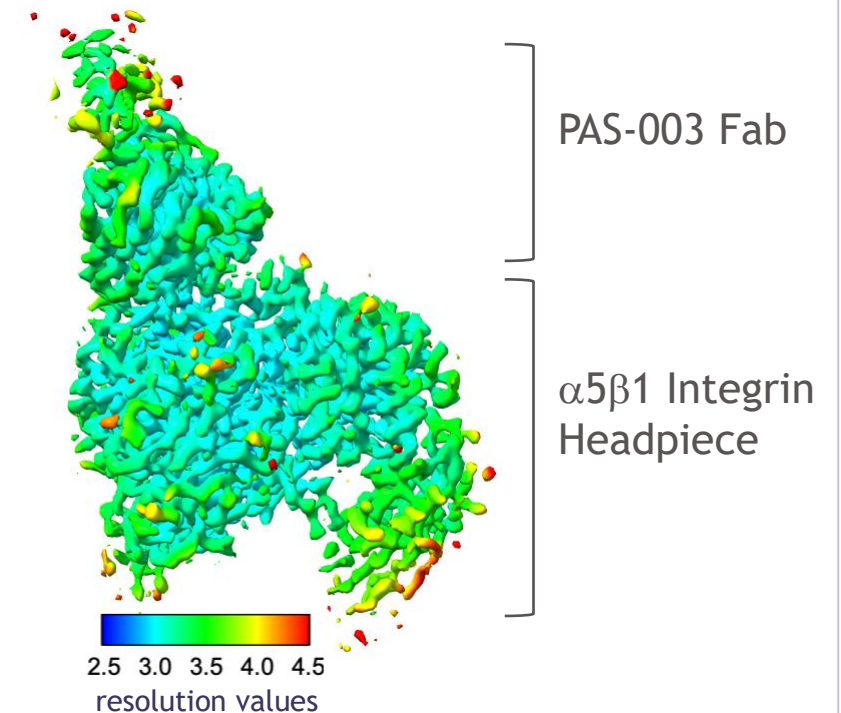 PAS-003 Fab
α5β1 Integrin
Headpiece
2.5 3.0 3.5 4.0 4.5
resolution values